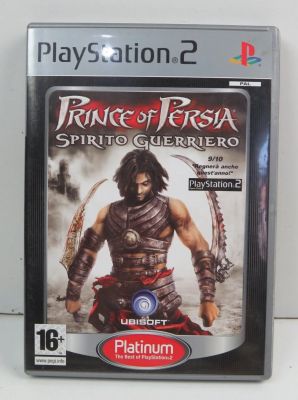 PlayStation®2
PAL
PRINCE OF PERSIA
SPIRITO GUERRIERO
9/10
"Regnerà anche
quest'anno!"
PlayStation.2
UBISOFT
16+
www.pegi.info
Platinum
The Best of PlayStation®2